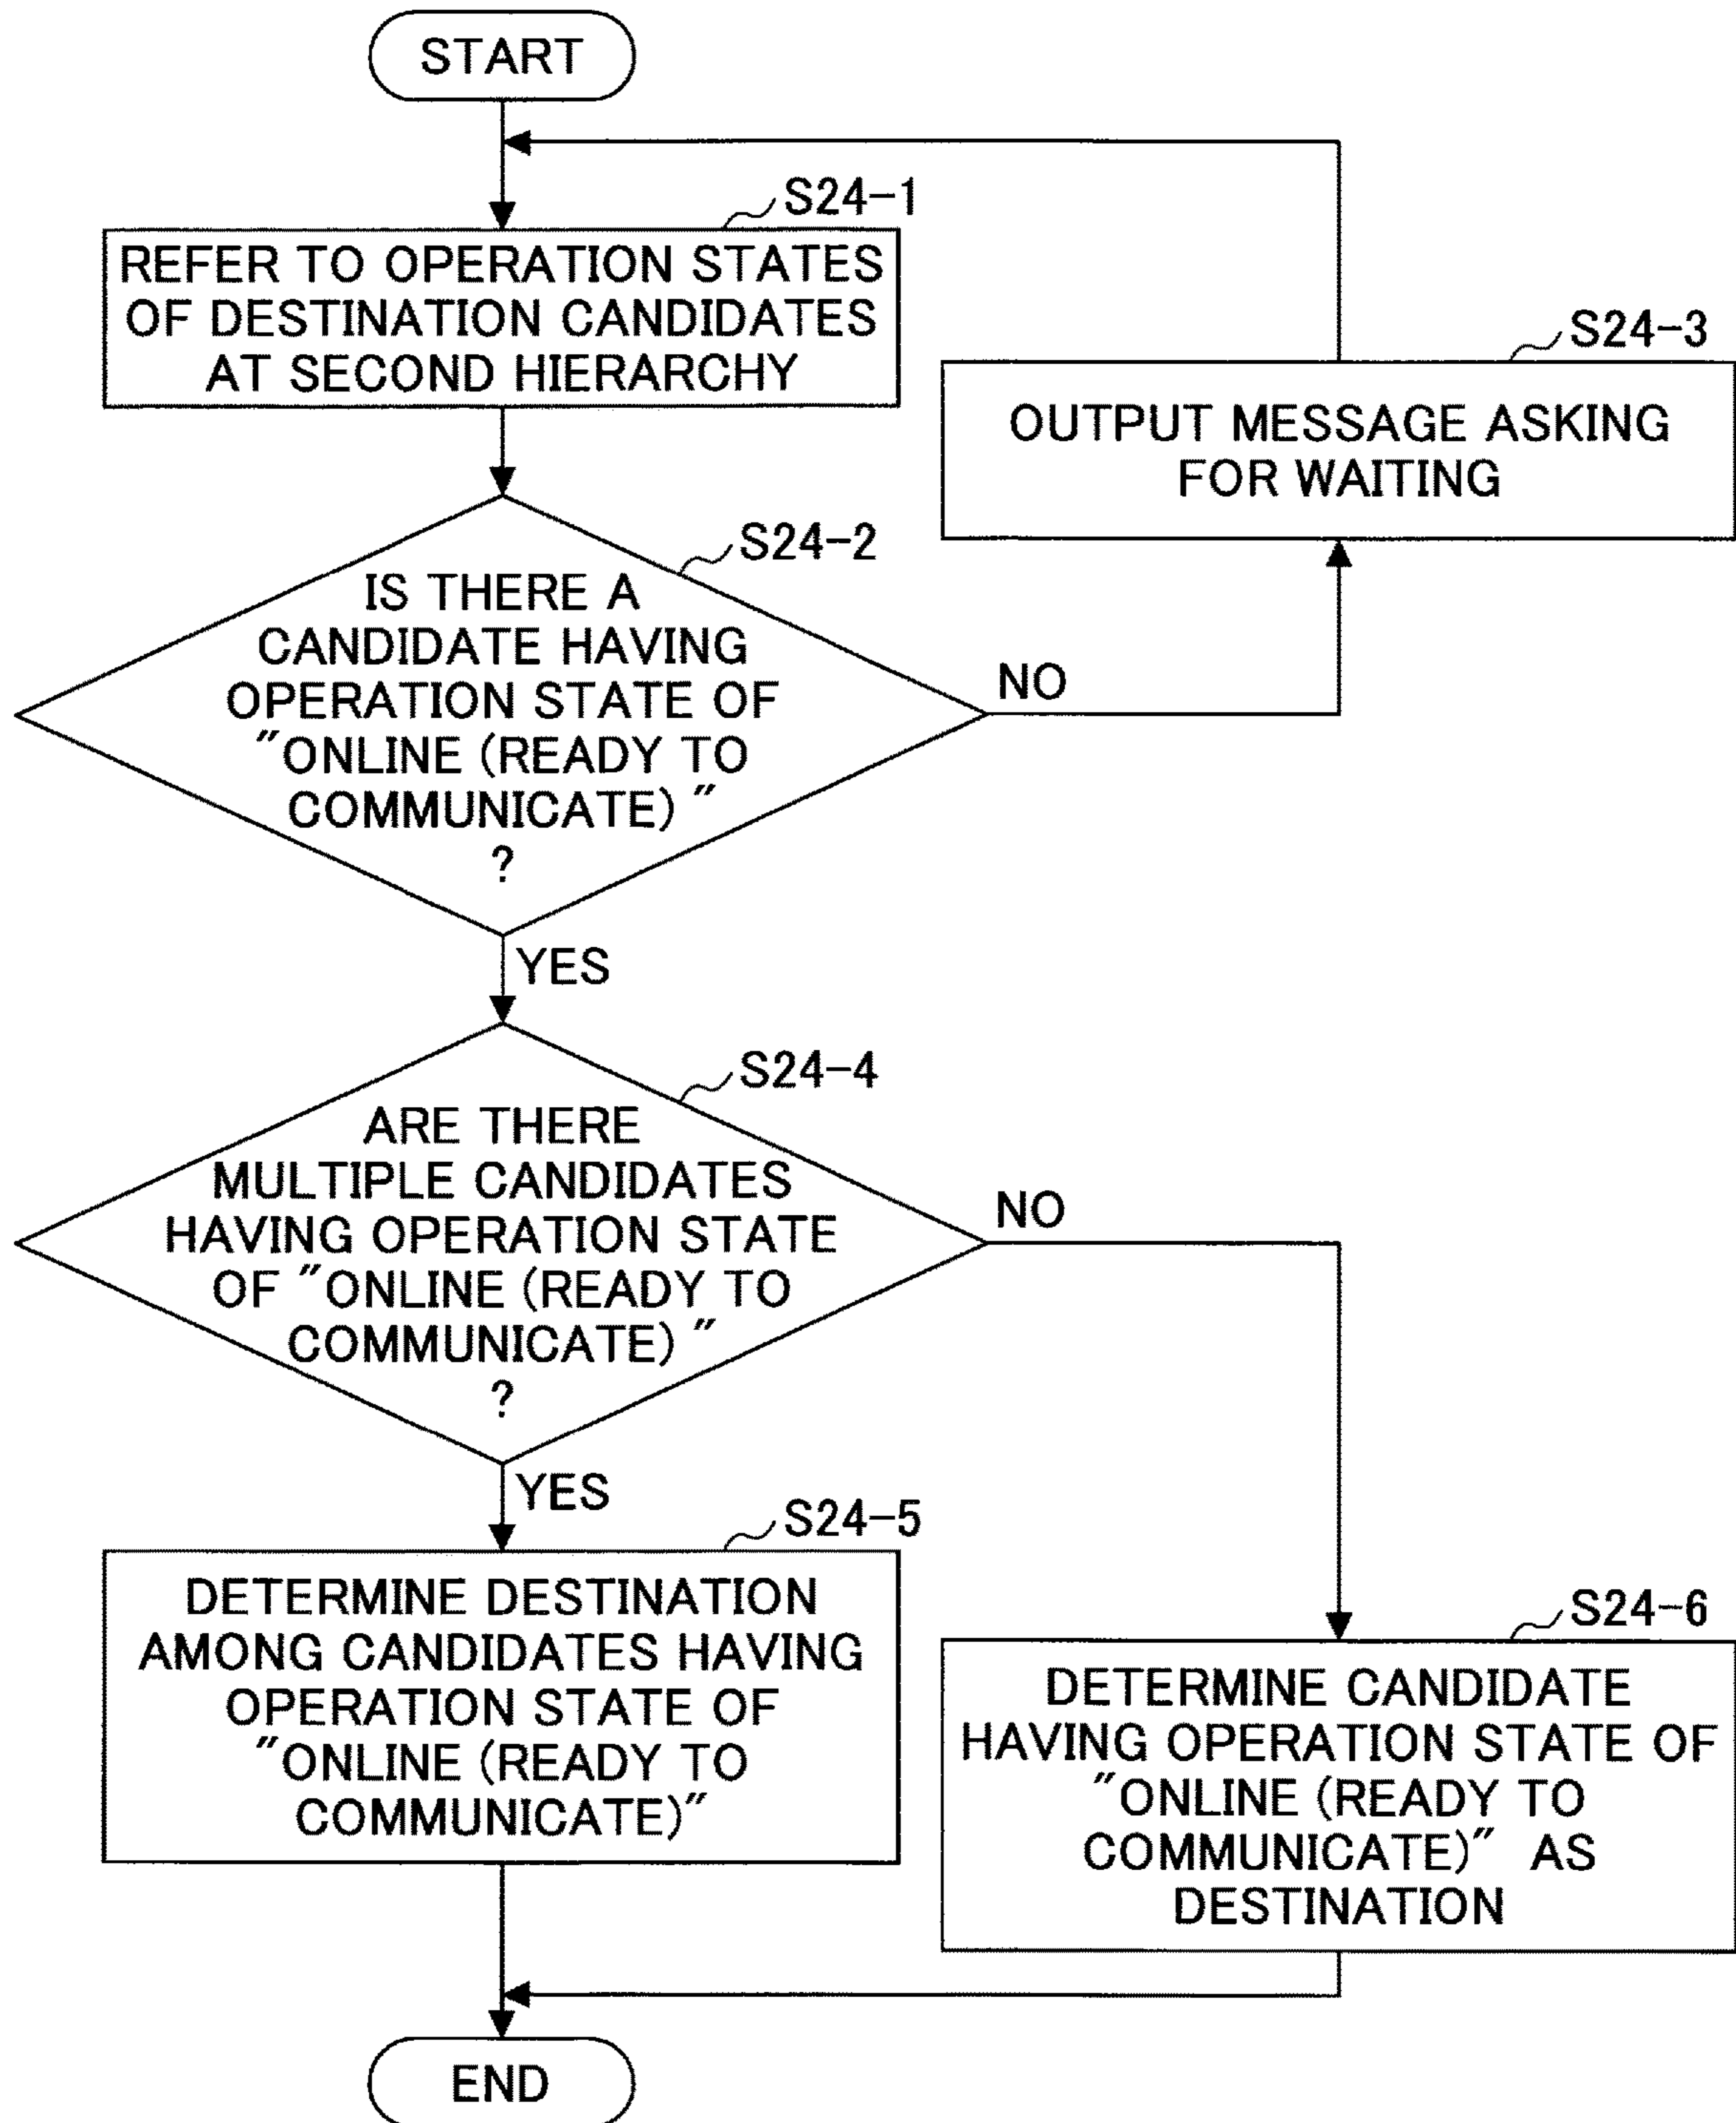 START
S24-1
REFER TO OPERATION STATES
OF DESTINATION CANDIDATES
AT SECOND HIERARCHY
S24-3
OUTPUT MESSAGE ASKING
FOR WAITING
S24-2
IS THERE A
CANDIDATE HAVING
OPERATION STATE OF
"ONLINE (READY TO
COMMUNICATE) "
?
NO
YES
S24-4
ARE THERE
MULTIPLE CANDIDATES
HAVING OPERATION STATE
OF "ONLINE (READY TO
COMMUNICATE) "
?
NO
YES
S24-5
DETERMINE DESTINATION
AMONG CANDIDATES HAVING
OPERATION STATE OF
"ONLINE (READY TO
COMMUNICATE)"
S24-6
DETERMINE CANDIDATE
HAVING OPERATION STATE OF
"ONLINE (READY TO
COMMUNICATE)" AS
DESTINATION
END